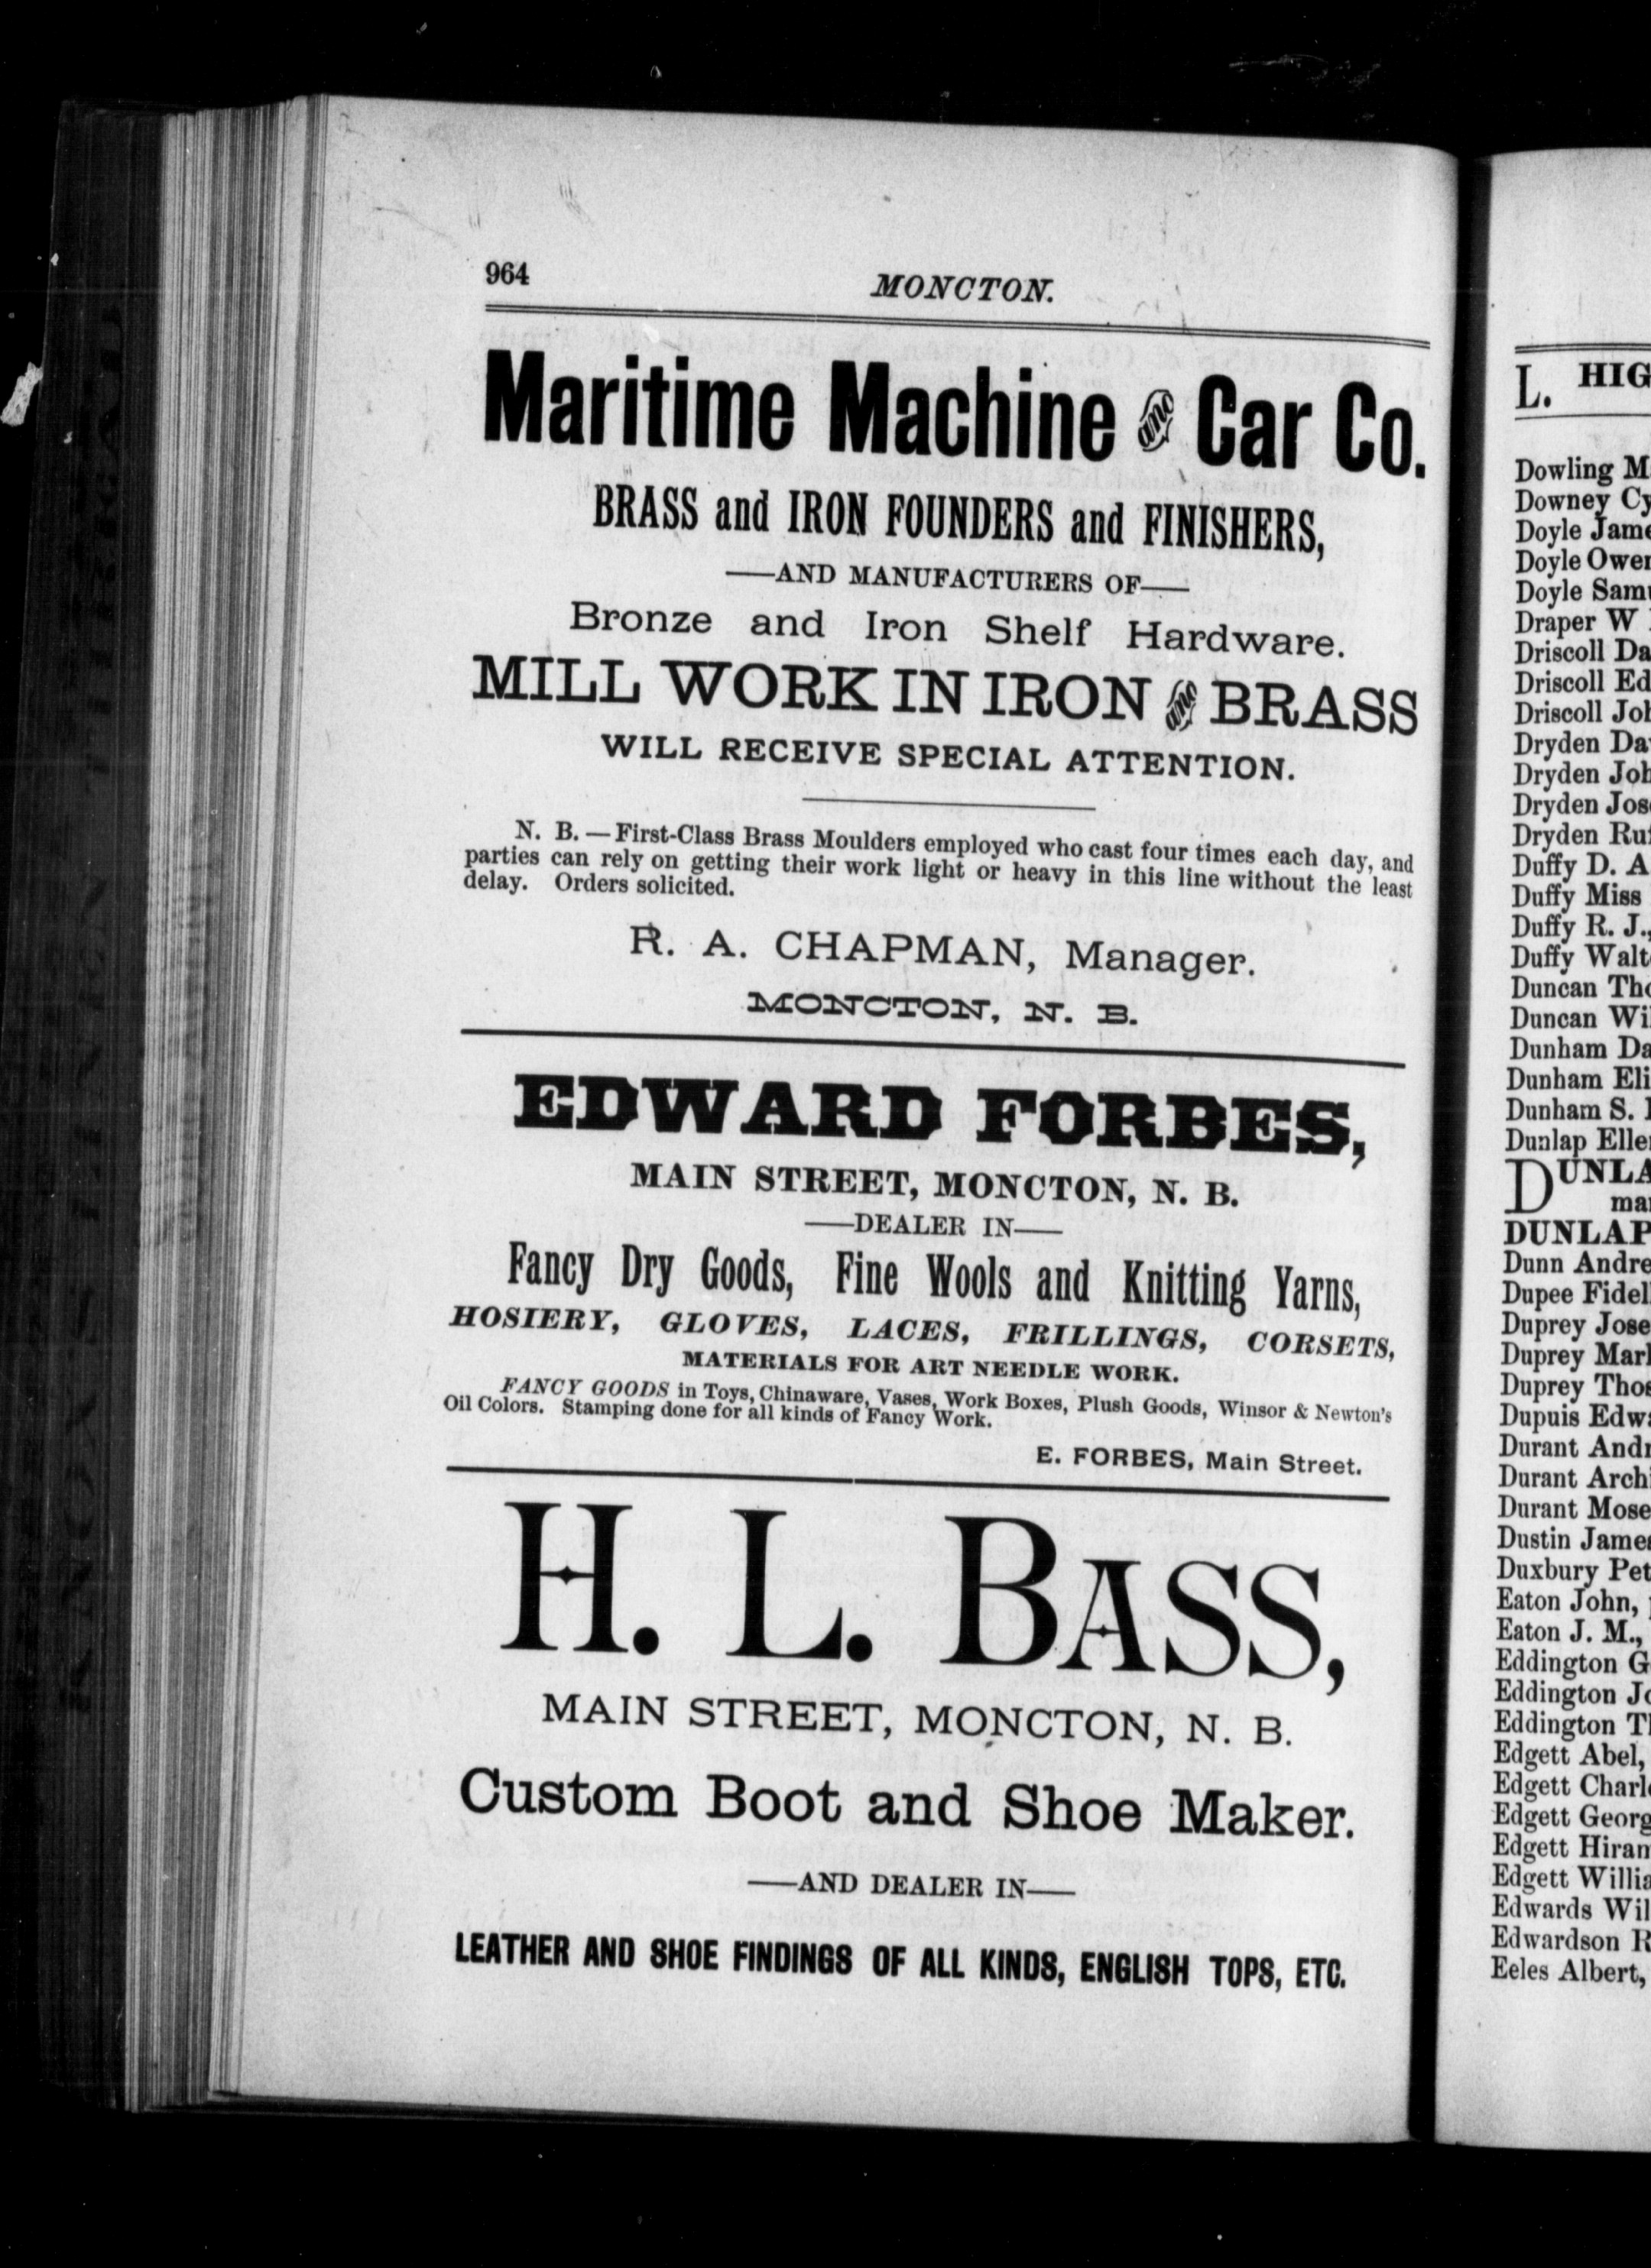 964
MONCTON.
Maritime Machine and Car Co.
BRASS and IRON FOUNDERS and FINISHERS,
—AND MANUFACTURERS OF—
Bronze and Iron Shelf Hardware.
MILL WORK IN IRON and BRASS
WILL RECEIVE SPECIAL ATTENTION.
N. B. — First-Class Brass Moulders employed who cast four times each day, and
parties can rely on getting their work light or heavy in this line without the least
delay. Orders solicited.
R. A. CHAPMAN, Manager.
MONCTON, N. B.
EDWARD FORBES,
MAIN STREET, MONCTON, N. B.
—DEALER IN—
Fancy Dry Goods, Fine Wools and Knitting Yarns,
HOSIERY, GLOVES, LACES, FRILLINGS, CORSETS,
MATERIALS FOR ART NEEDLE WORK.
FANCY GOODS in Toys, Chinaware, Vases, Work Boxes, Plush Goods, Winsor & Newton's
Oil Colors. Stamping done for all kinds of Fancy Work.
E. FORBES, Main Street.
H. L. BASS,
MAIN STREET, MONCTON, N. B.
Custom Boot and Shoe Maker.
—AND DEALER IN—
LEATHER AND SHOE FINDINGS OF ALL KINDS, ENGLISH TOPS, ETC.
L. HIG
Dowling M
Downey Cy
Doyle Jame
Doyle Owen
Doyle Samu
Draper W
Driscoll Da
Driscoll Ed
Driscoll Joh
Dryden Da
Dryden Joh
Dryden Jos
Dryden Ruf
Duffy D. A
Duffy Miss
Duffy R. J.,
Duffy Walt
Duncan Tho
Duncan Wi
Dunham Da
Dunham Eli
Dunham S.
Dunlap Elle
DUNLA
ma
DUNLAP
Dunn Andre
Dupee Fidel
Duprey Jose
Duprey Mar
Duprey Thos
Dupuis Edw
Durant Andr
Durant Arch
Durant Mose
Dustin James
Duxbury Pet
Eaton John,
Eaton J. M.,
Eddington G
Eddington Jo
Eddington T
Edgett Abel,
Edgett Charl
Edgett Georg
Edgett Hiram
Edgett Willia
Edwards Wil
Edwardson R
Eeles Albert,